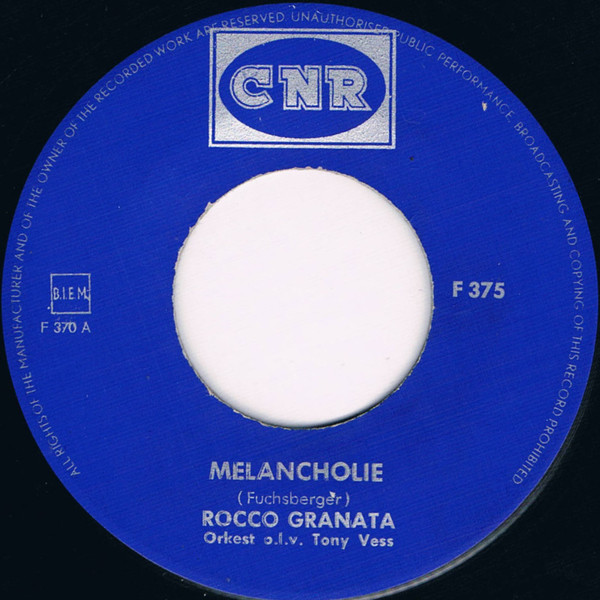 ALL RIGHTS OF THE MANUFACTURER AND OF THE OWNER OF THE RECORDED WORK ARE RESERVED UNAUTHORISED PUBLIC PERFORMANCE BROADCASTING AND COPYING OF THIS RECORD PROHIBITED
CNR
B.I.E.M.
F 370 A
F 375
MELANCHOLIE
(Fuchsberger)
ROCCO GRANATA
Orkest o.l.v. Tony Vess